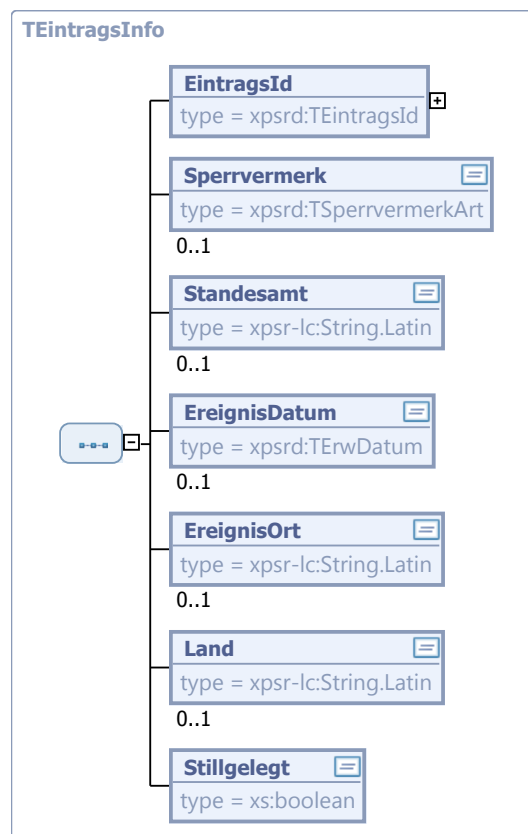 TEintragsInfo
EintragsId
type = xpsrd:TEintragsId
Sperrvermerk
type = xpsrd:TSperrvermerkArt
0..1
Standesamt
type = xpsr-lc:String.Latin
0..1
EreignisDatum
type = xpsrd:TErwDatum
0..1
EreignisOrt
type = xpsr-lc:String.Latin
0..1
Land
type = xpsr-lc:String.Latin
0..1
Stillgelegt
type = xs:boolean